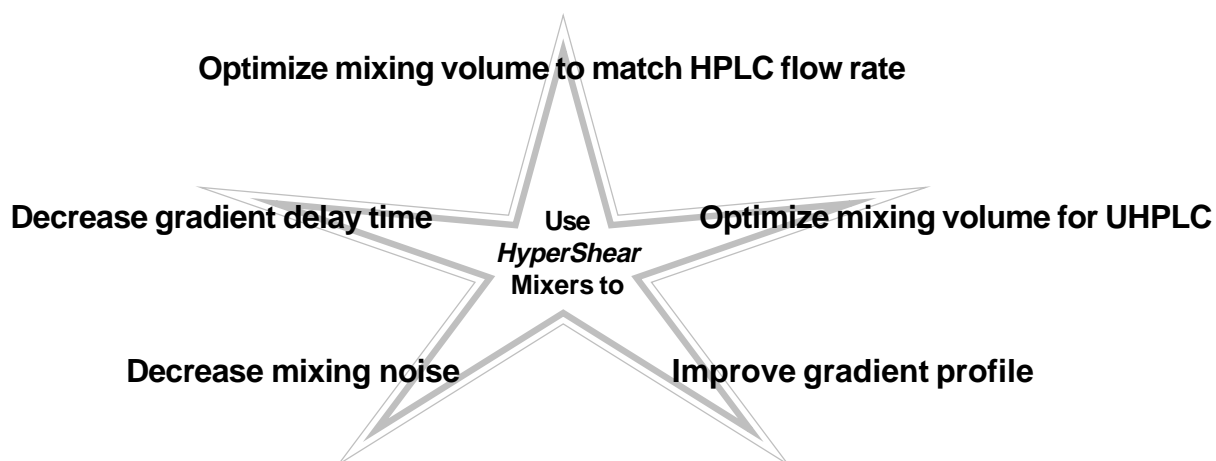 Optimize mixing volume to match HPLC flow rate
Decrease gradient delay time
Use
HyperShear
Mixers to
Optimize mixing volume for UHPLC
Decrease mixing noise
Improve gradient profile